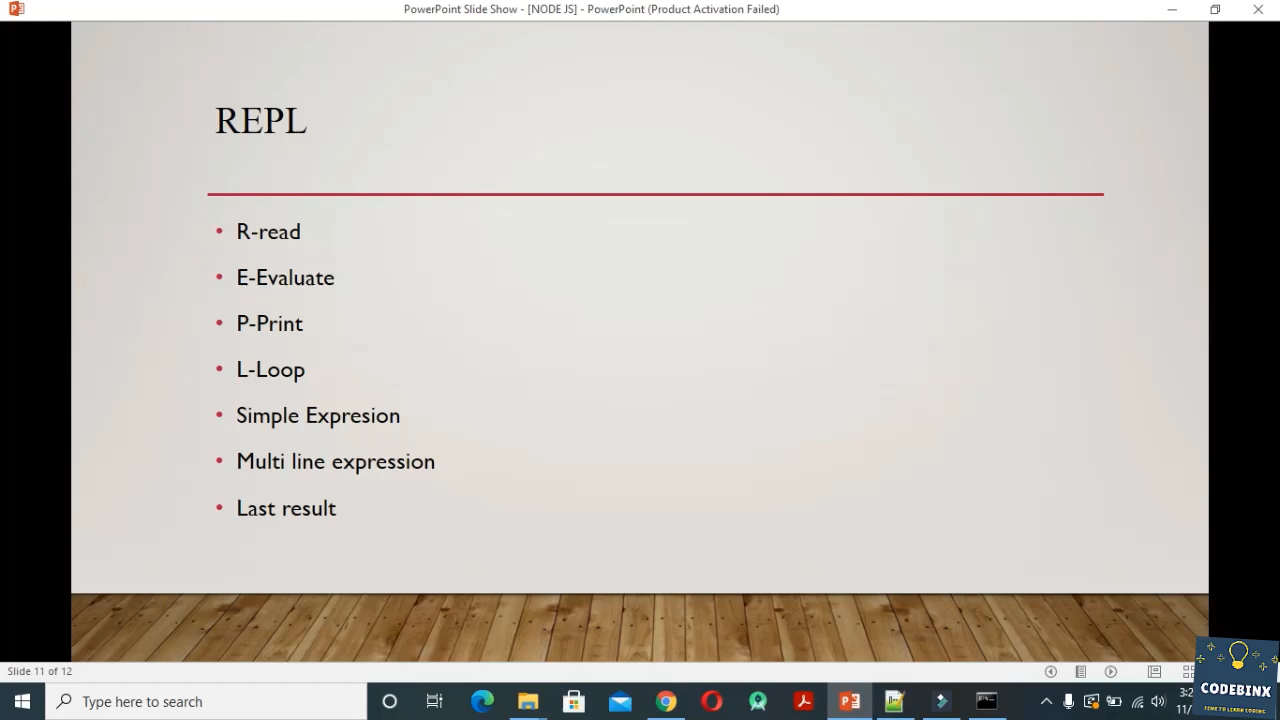 PowerPoint Slide Show - [NODE JS] - PowerPoint (Product Activation Failed)
REPL
• R-read
• E-Evaluate
• P-Print
• L-Loop
• Simple Expresion
• Multi line expression
• Last result
Slide 11 of 12
CODEBINX
TIME TO LEARN CODING
Type here to search